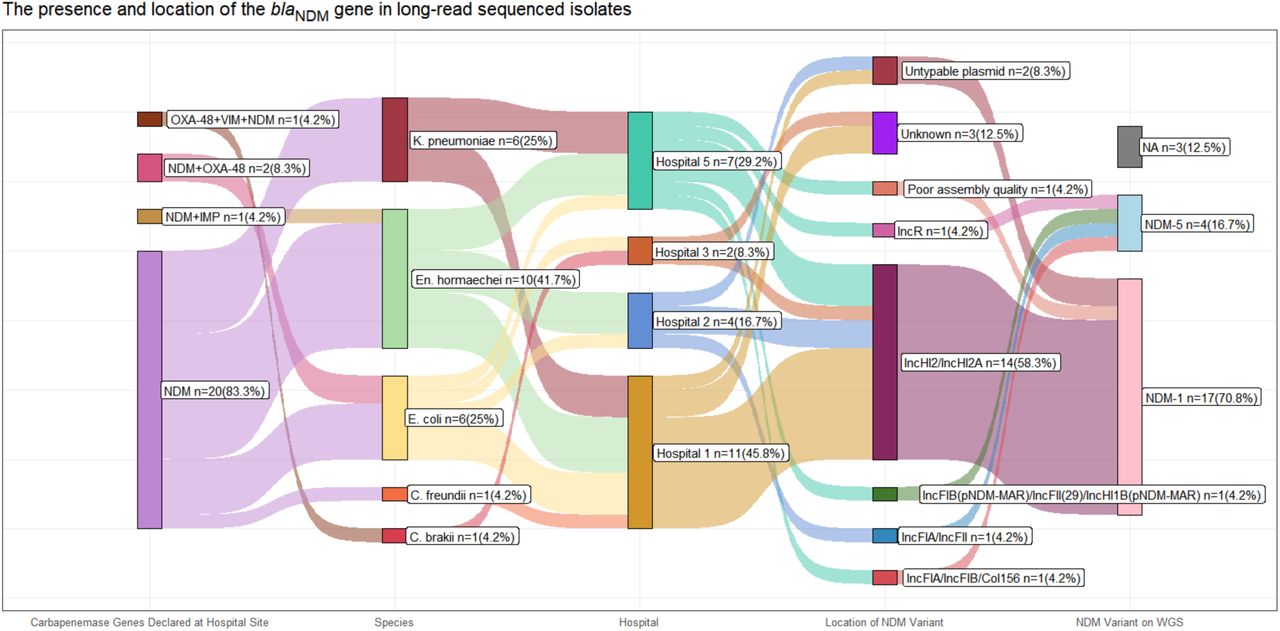 The presence and location of the blaNDM gene in long-read sequenced isolates
OXA-48+VIM+NDM n=1(4.2%)
NDM+OXA-48 n=2(8.3%)
NDM+IMP n=1(4.2%)
NDM n=20(83.3%)
K. pneumoniae n=6(25%)
En. hormaechei n=10(41.7%)
E. coli n=6(25%)
C. freundii n=1(4.2%)
C. brakii n=1(4.2%)
Hospital 5 n=7(29.2%)
Hospital 3 n=2(8.3%)
Hospital 2 n=4(16.7%)
Hospital 1 n=11(45.8%)
Untypable plasmid n=2(8.3%)
Unknown n=3(12.5%)
Poor assembly quality n=1(4.2%)
IncR n=1(4.2%)
IncHI2/IncHI2A n=14(58.3%)
IncFIB(pNDM-MAR)/IncFII(29)/IncHI1B(pNDM-MAR) n=1(4.2%)
IncFIA/IncFII n=1(4.2%)
IncFIA/IncFIB/Col156 n=1(4.2%)
NA n=3(12.5%)
NDM-5 n=4(16.7%)
NDM-1 n=17(70.8%)
Carbapenemase Genes Declared at Hospital Site
Species
Hospital
Location of NDM Variant
NDM Variant on WGS